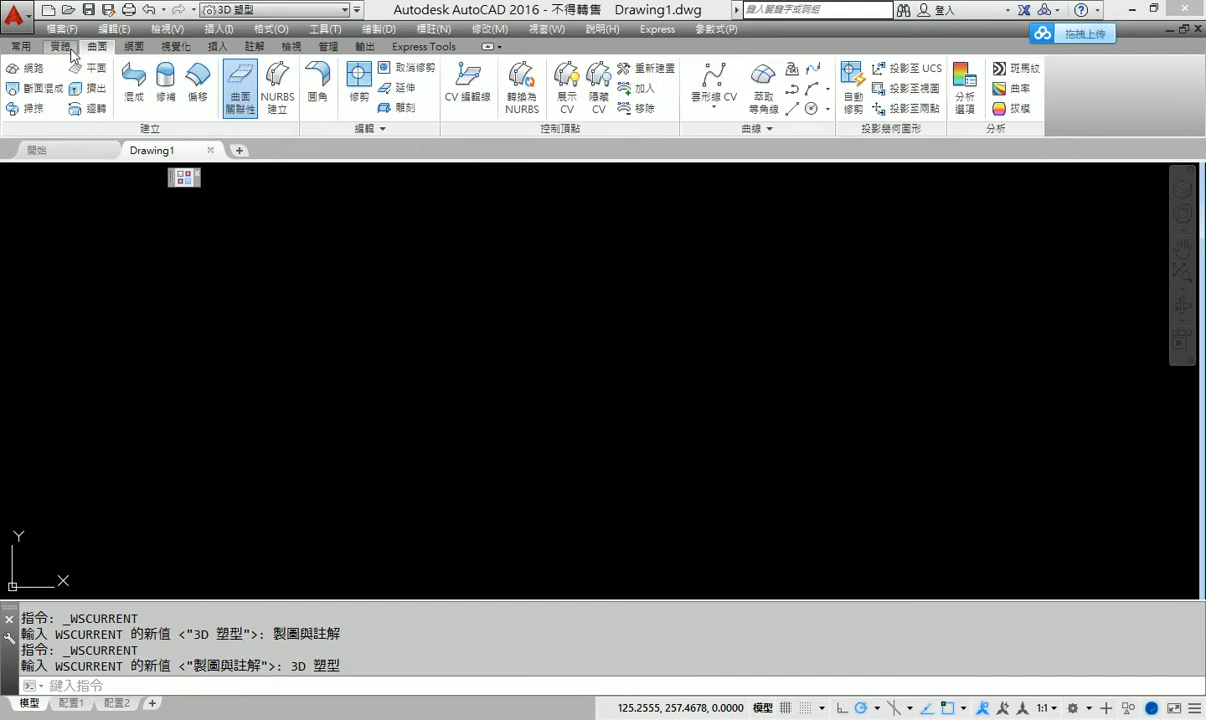 3D 塑型
Autodesk AutoCAD 2016 - 不得轉售 Drawing1.dwg
鍵入關鍵字或詞組
登入
檔案(F) 編輯(E) 檢視(V) 插入(I) 格式(O) 工具(T) 繪製(D) 標註(N) 修改(M) 視窗(W) 說明(H) Express 參數式(P)
拖拽上传
常用 實體 曲面 網面 視覺化 插入 註解 檢視 管理 輸出 Express Tools
網路 平面
斷面混成 擠出
掃掠 迴轉
混成 修補 偏移
曲面
關聯性
NURBS
建立
圓角 修剪
取消修剪
延伸
雕刻
CV 編輯線
轉換為
NURBS
展示
CV
隱藏
CV
重新建置
加入
移除
雲形線 CV
萃取
等角線
自動
修剪
投影至 UCS
投影至視圖
投影至兩點
分析
選項
斑馬紋
曲率
拔模
建立 編輯 控制頂點 曲線 投影幾何圖形 分析
開始 Drawing1
Y
X
指令: _WSCURRENT
輸入 WSCURRENT 的新值 <"3D 塑型">: 製圖與註解
指令: _WSCURRENT
輸入 WSCURRENT 的新值 <"製圖與註解">: 3D 塑型
鍵入指令
模型 配置1 配置2
125.2555, 257.4678, 0.0000 模型 1:1